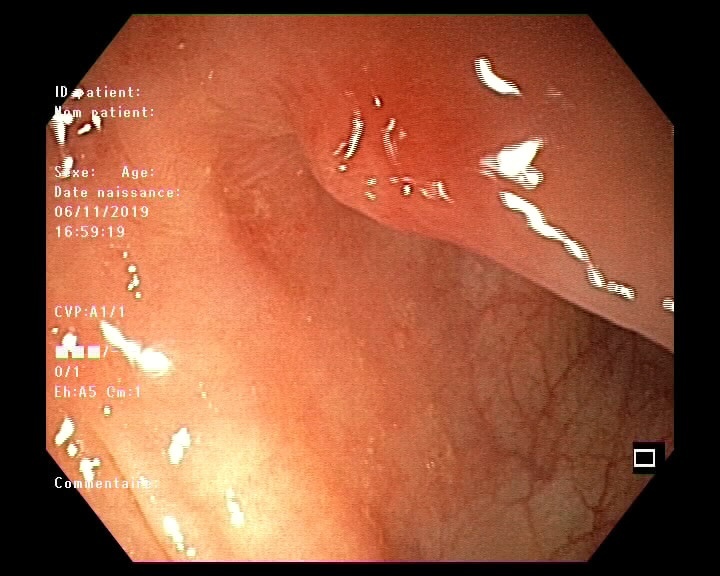 ID patient:
Nom patient:
Sexe: Age:
Date naissance:
06/11/2019
16:59:19
CVP:A1/1
0/1
Eh:A5 Cm:1
Commentaire: